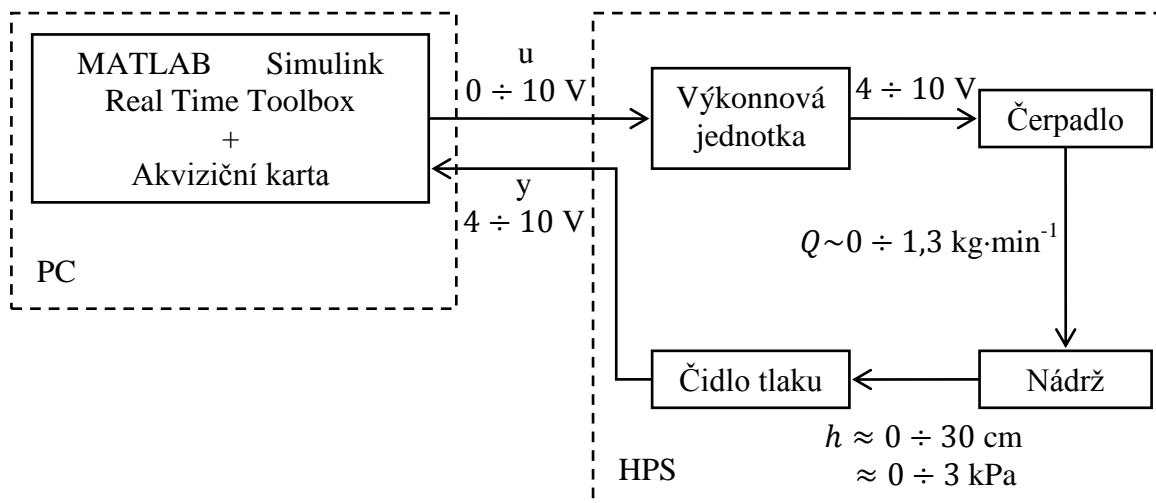 MATLAB Simulink
Real Time Toolbox
+
Akviziční karta
PC
u
0 ÷ 10 V
y
4 ÷ 10 V
Výkonnová
jednotka
4 ÷ 10 V
Čerpadlo
Q~0 ÷ 1,3 kg·min⁻¹
Čidlo tlaku
Nádrž
h ≈ 0 ÷ 30 cm
≈ 0 ÷ 3 kPa
HPS